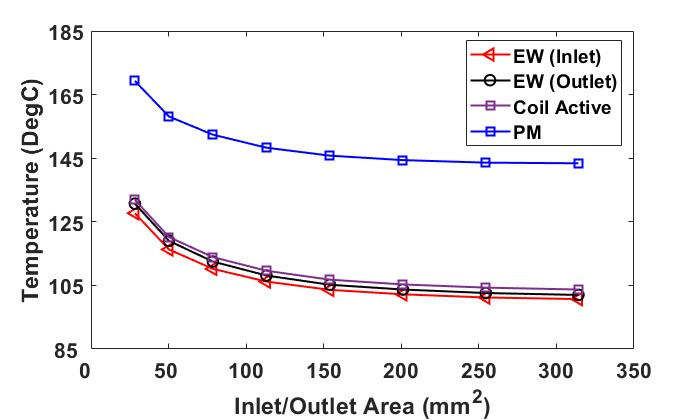 185
165
145
125
105
85
Temperature (DegC)
EW (Inlet)
EW (Outlet)
Coil Active
PM
0 50 100 150 200 250 300 350
Inlet/Outlet Area (mm²)